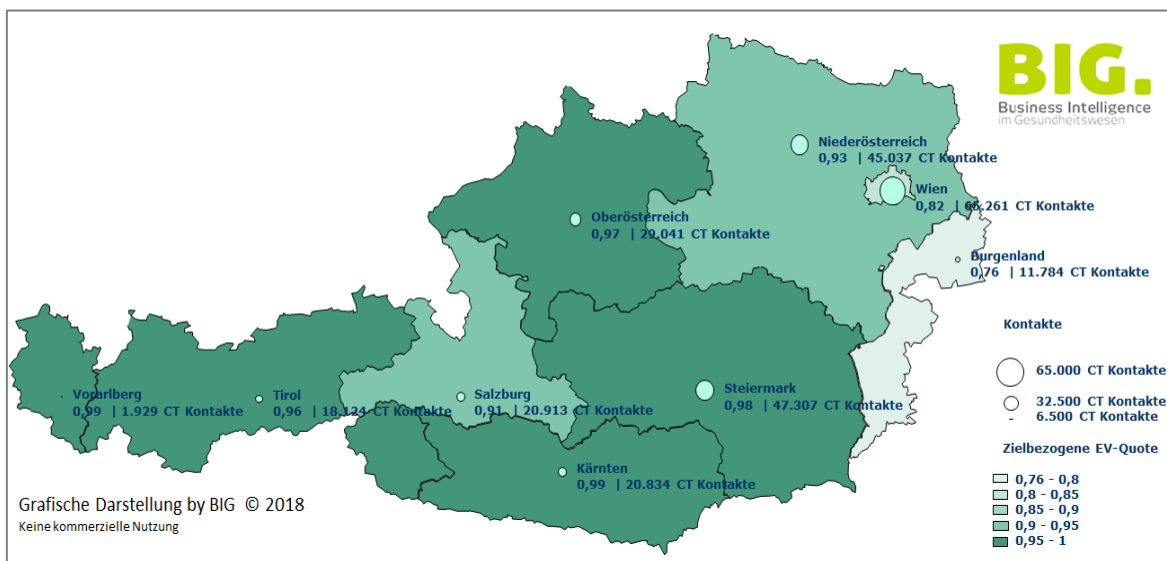 BIG.
Business Intelligence
im Gesundheitswesen
Niederösterreich
0,93 | 45.037 CT Kontakte
Wien
0,82 | 66.261 CT Kontakte
Oberösterreich
0,97 | 29.041 CT Kontakte
Burgenland
0,76 | 11.784 CT Kontakte
Vorarlberg
0,99 | 1.929 CT Kontakte
Tirol
0,96 | 18.124 CT Kontakte
Salzburg
0,91 | 20.913 CT Kontakte
Steiermark
0,98 | 47.307 CT Kontakte
Kärnten
0,99 | 20.834 CT Kontakte
Kontakte
65.000 CT Kontakte
32.500 CT Kontakte
6.500 CT Kontakte
Zielbezogene EV-Quote
0,76 - 0,8
0,8 - 0,85
0,85 - 0,9
0,9 - 0,95
0,95 - 1
Grafische Darstellung by BIG © 2018
Keine kommerzielle Nutzung